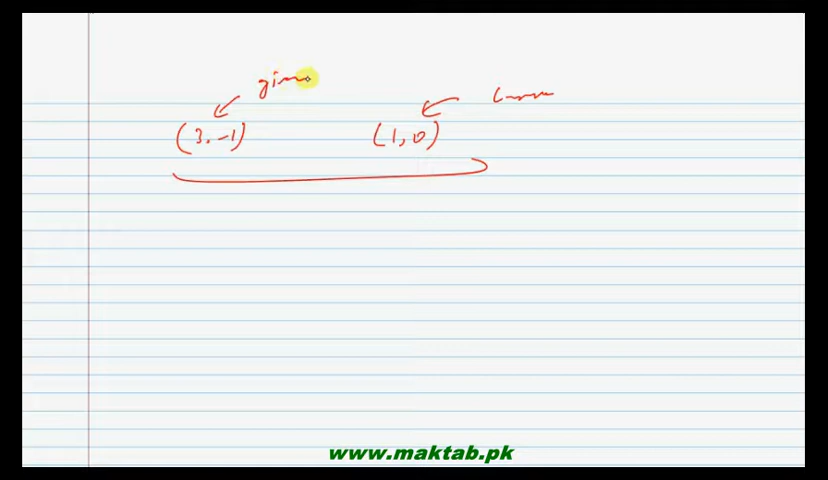 given
(3, -1) (1, 0)
www.maktab.pk